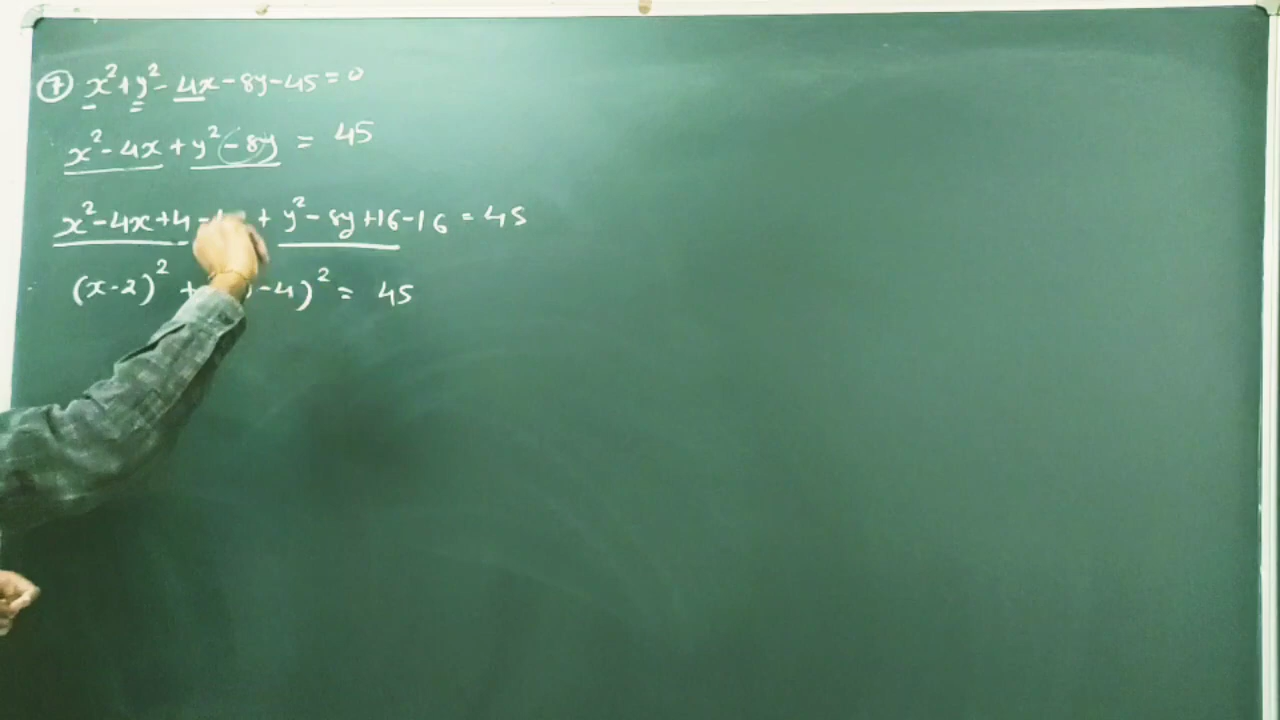 ⑦ x² + y² - 4x - 8y - 45 = 0
x² - 4x + y² - 8y = 45
x² - 4x + 4 - + y² - 8y + 16 - 16 = 45
(x - 2)² + - 4)² = 45